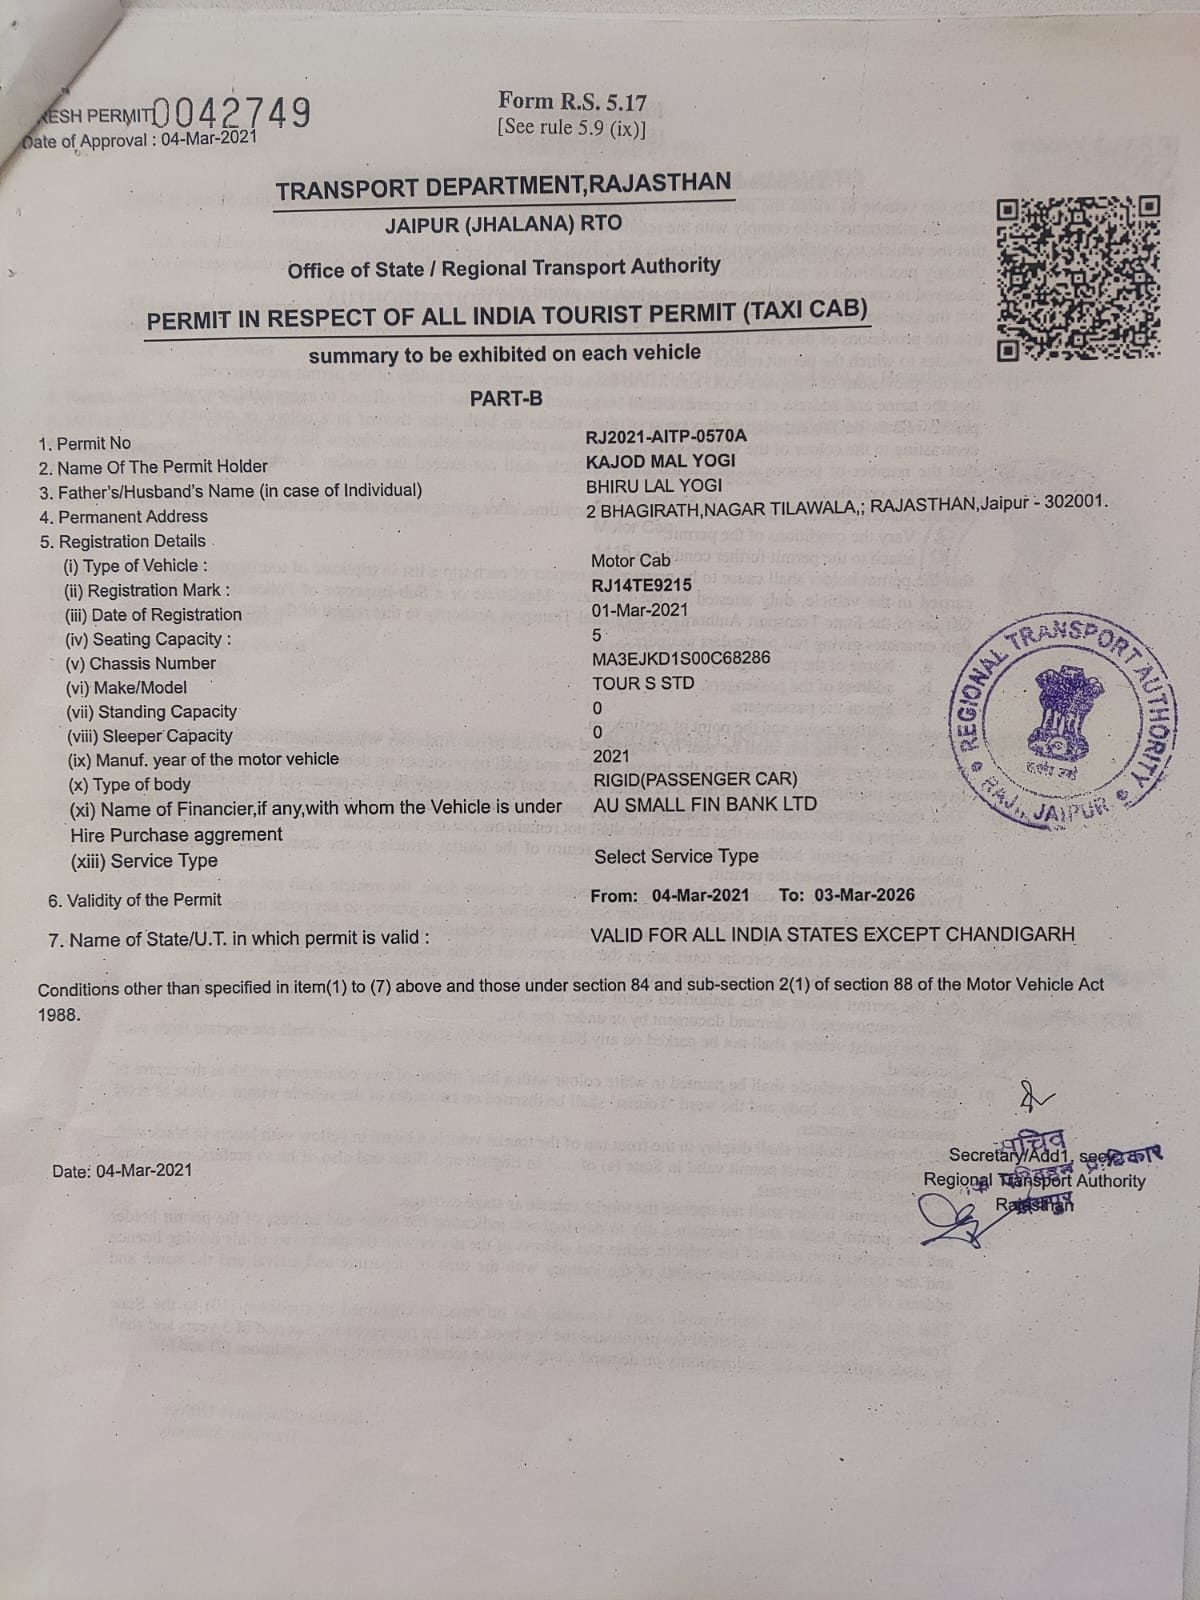 RESH PERMIT 0042749
Date of Approval : 04-Mar-2021
Form R.S. 5.17
[See rule 5.9 (ix)]
TRANSPORT DEPARTMENT,RAJASTHAN
JAIPUR (JHALANA) RTO
Office of State / Regional Transport Authority
PERMIT IN RESPECT OF ALL INDIA TOURIST PERMIT (TAXI CAB)
summary to be exhibited on each vehicle
PART-B
1. Permit No RJ2021-AITP-0570A
2. Name Of The Permit Holder KAJOD MAL YOGI
3. Father's/Husband's Name (in case of Individual) BHIRU LAL YOGI
4. Permanent Address 2 BHAGIRATH,NAGAR TILAWALA,; RAJASTHAN,Jaipur - 302001.
5. Registration Details
(i) Type of Vehicle : Motor Cab
(ii) Registration Mark : RJ14TE9215
(iii) Date of Registration 01-Mar-2021
(iv) Seating Capacity : 5
(v) Chassis Number MA3EJKD1S00C68286
(vi) Make/Model TOUR S STD
(vii) Standing Capacity 0
(viii) Sleeper Capacity 0
(ix) Manuf. year of the motor vehicle 2021
(x) Type of body RIGID(PASSENGER CAR)
(xi) Name of Financier,if any,with whom the Vehicle is under AU SMALL FIN BANK LTD
Hire Purchase aggrement
(xiii) Service Type Select Service Type
6. Validity of the Permit From: 04-Mar-2021 To: 03-Mar-2026
7. Name of State/U.T. in which permit is valid : VALID FOR ALL INDIA STATES EXCEPT CHANDIGARH
Conditions other than specified in item(1) to (7) above and those under section 84 and sub-section 2(1) of section 88 of the Motor Vehicle Act
1988.
REGIONAL TRANSPORT AUTHORITY
RAJ., JAIPUR
Date: 04-Mar-2021
सचिव
Secretary/Add1. seey
परिवहन प्राधिकार
Regional Transport Authority
Rajasthan
जयपुर